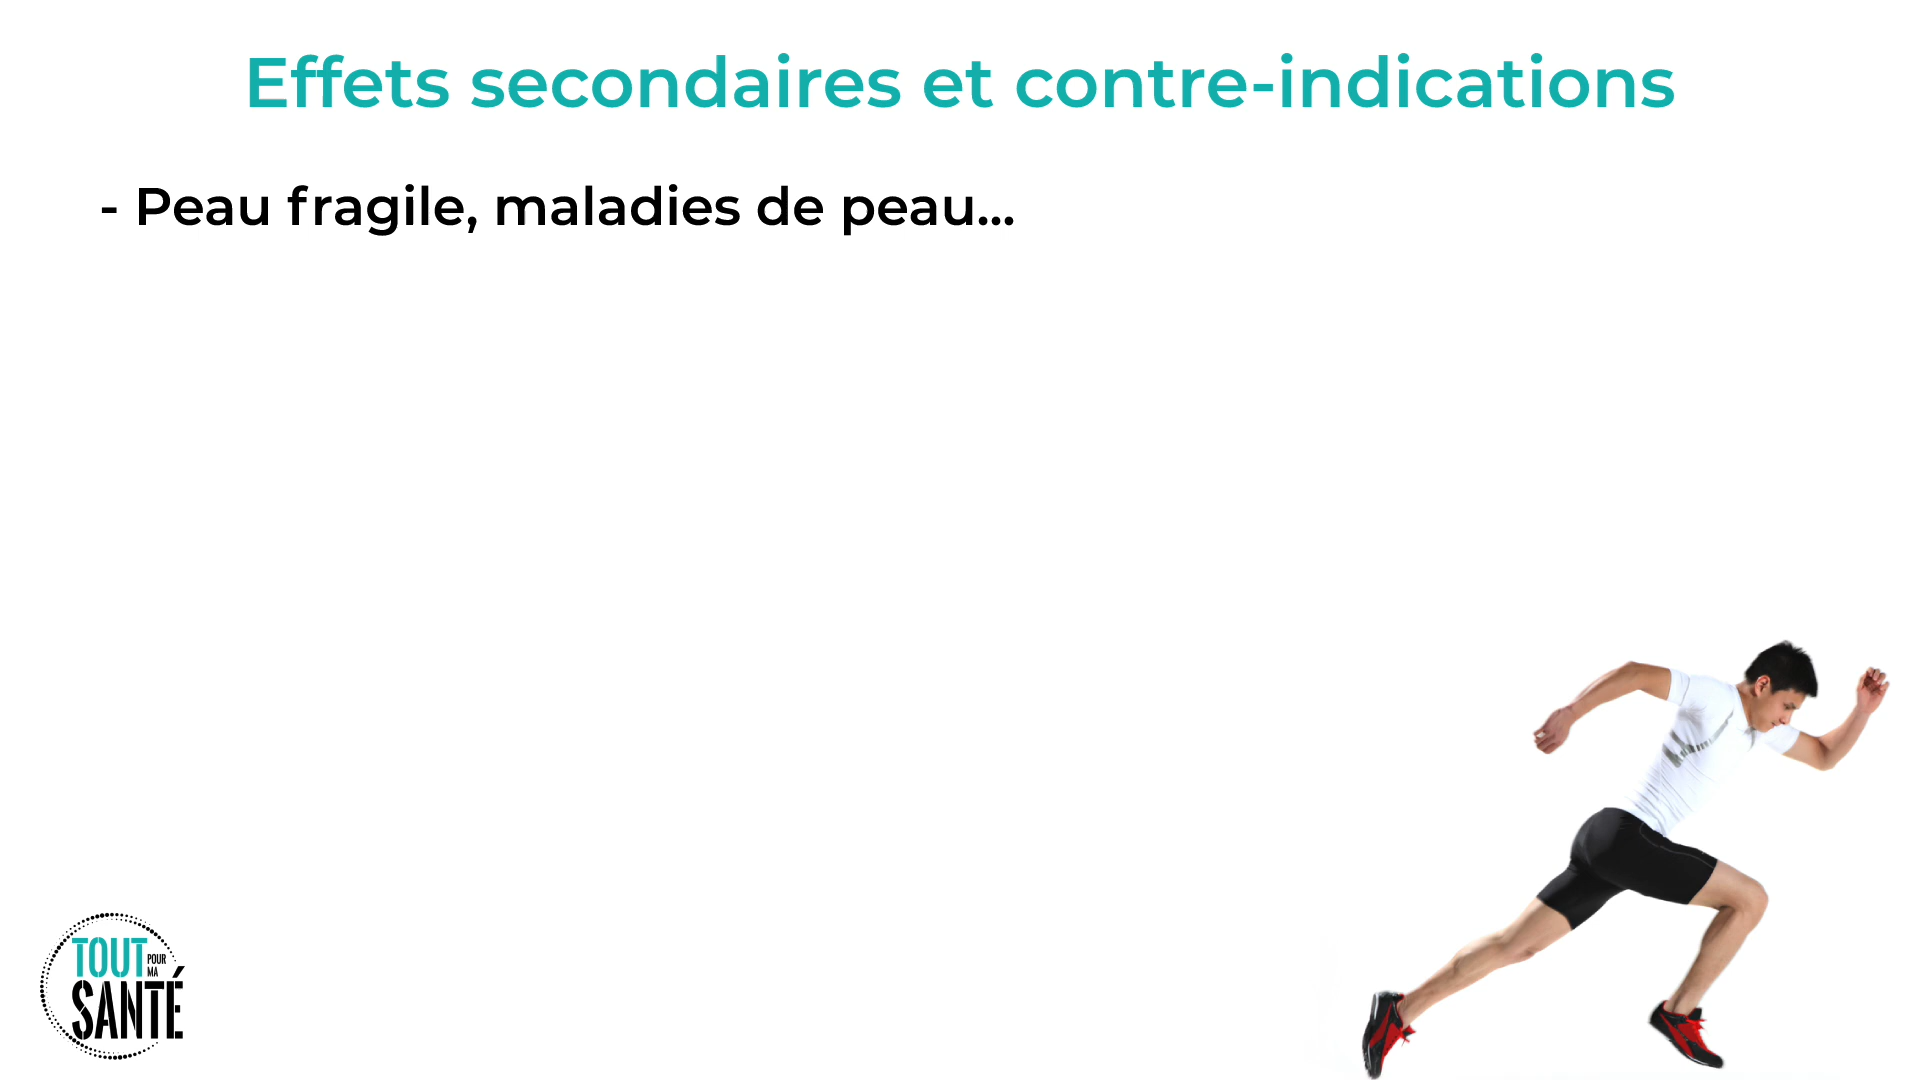 Effets secondaires et contre-indications
- Peau fragile, maladies de peau...
TOUT POUR
MA
SANTÉ